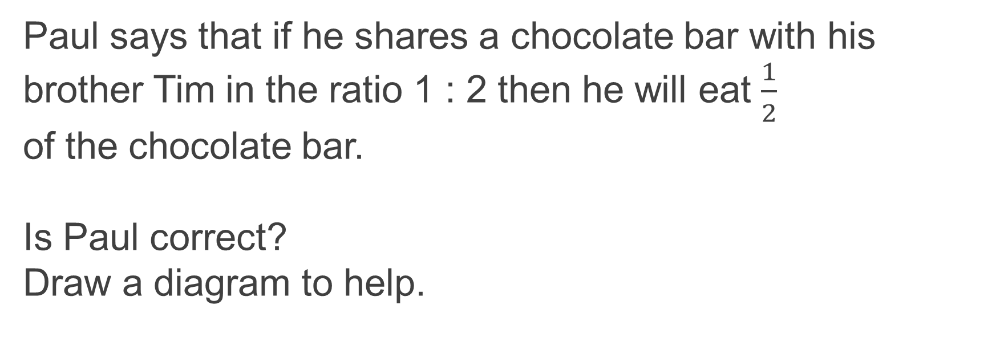 Paul says that if he shares a chocolate bar with his
brother Tim in the ratio 1 : 2 then he will eat 1/2
of the chocolate bar.
Is Paul correct?
Draw a diagram to help.